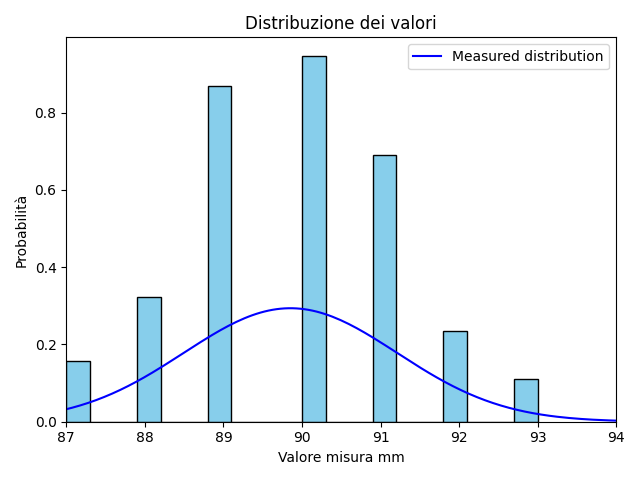 Distribuzione dei valori
Measured distribution
Probabilità
0.8
0.6
0.4
0.2
0.0
87 88 89 90 91 92 93 94
Valore misura mm